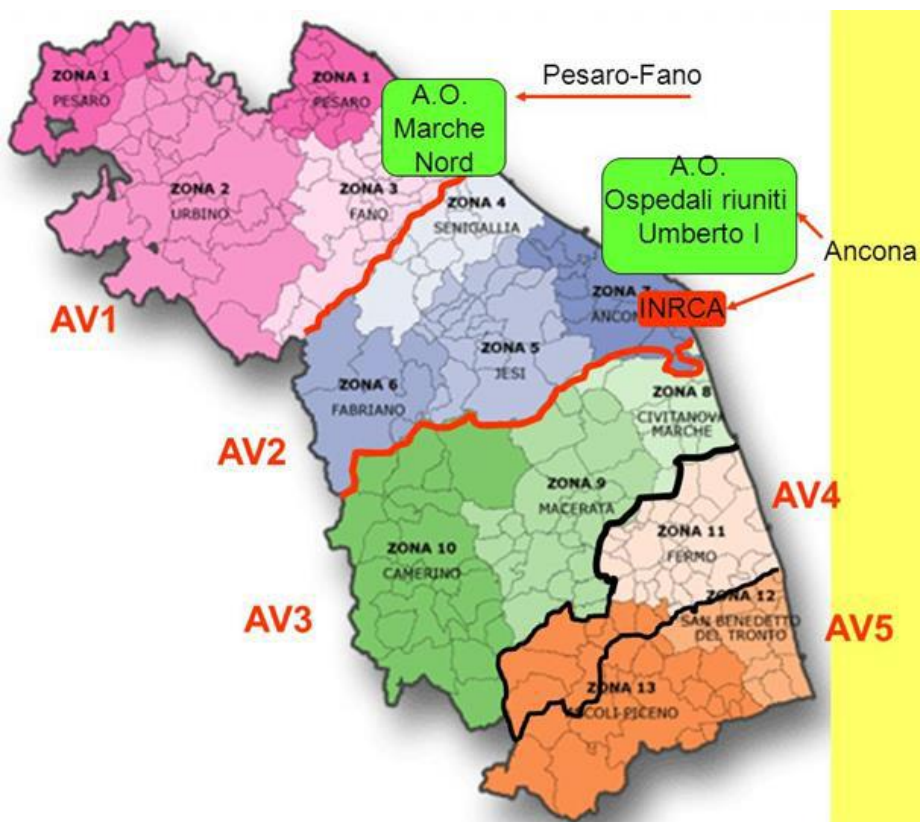 ZONA 1
PESARO
ZONA 1
PESARO
A.O.
Marche
Nord
Pesaro-Fano
A.O.
Ospedali riuniti
Umberto I
Ancona
ZONA 2
URBINO
ZONA 3
FANO
ZONA 4
SENIGALLIA
ZONA 7
ANCON
INRCA
AV1
ZONA 5
JESI
ZONA 6
FABRIANO
ZONA 8
CIVITANOVA
MARCHE
AV2
ZONA 9
MACERATA
AV4
ZONA 11
FERMO
ZONA 10
CAMERINO
AV3
ZONA 12
SAN BENEDETTO
DEL TRONTO
AV5
ZONA 13
ASCOLI PICENO